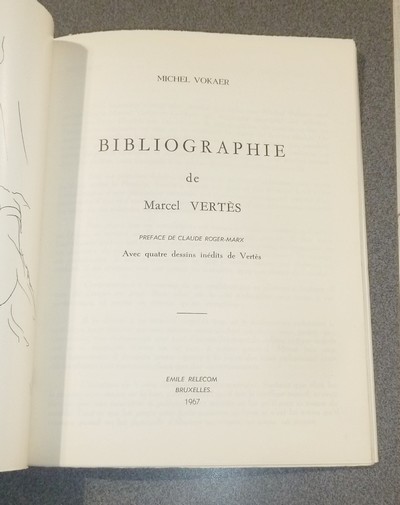 MICHEL VOKAER
BIBLIOGRAPHIE
de
Marcel VERTÈS
PREFACE DE CLAUDE ROGER-MARX
Avec quatre dessins inédits de Vertès
EMILE RELECOM
BRUXELLES
1967